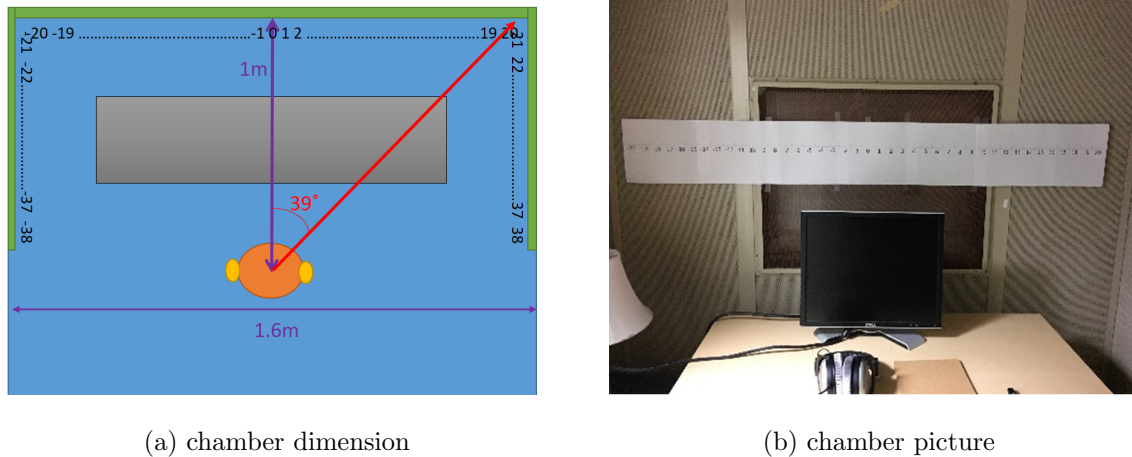 -20 -19 ........................................-1 0 1 2 ........................................19 20
-21 -22 ..............-37 -38
21 22 ..............37 38
1m
39°
1.6m
DELL
(a) chamber dimension
(b) chamber picture